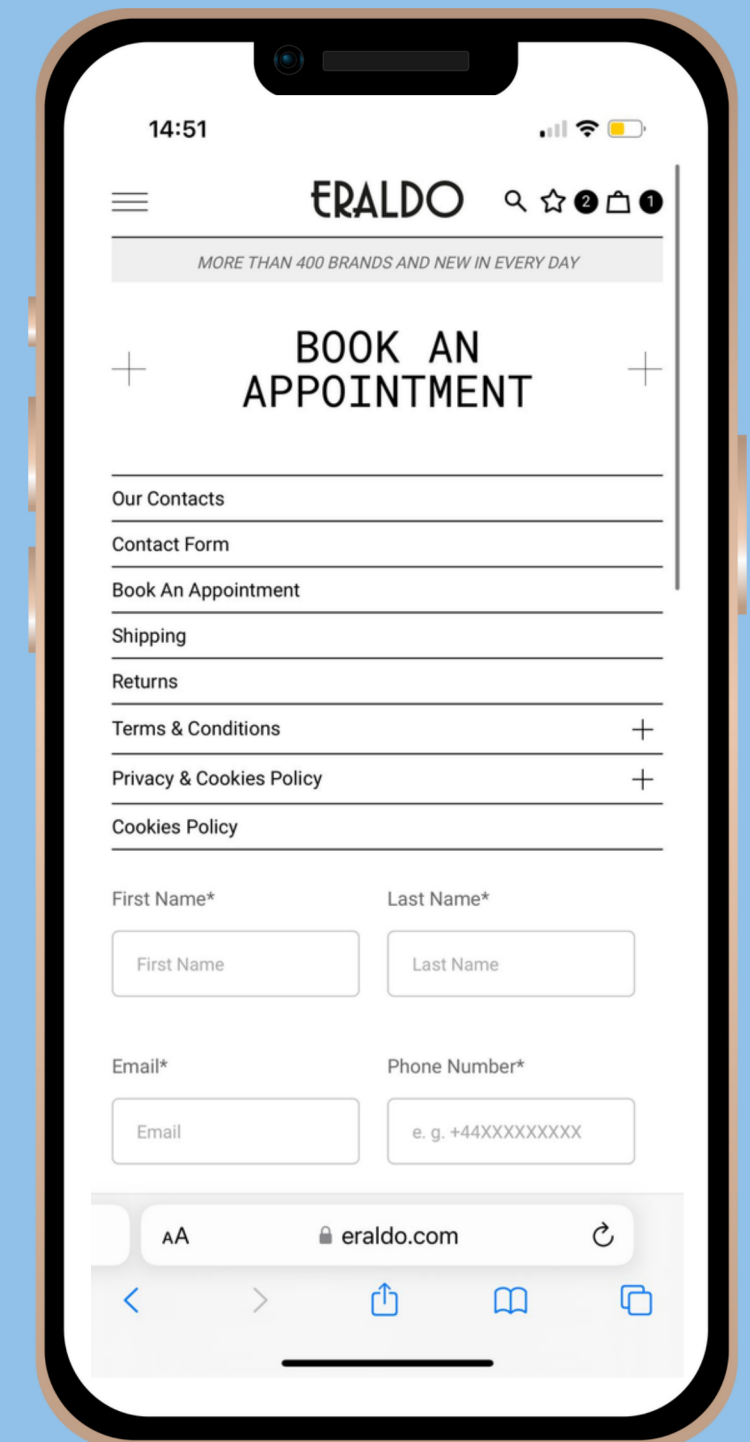 14:51
ERALDO 2 1
MORE THAN 400 BRANDS AND NEW IN EVERY DAY
BOOK AN
APPOINTMENT
Our Contacts
Contact Form
Book An Appointment
Shipping
Returns
Terms & Conditions
Privacy & Cookies Policy
Cookies Policy
First Name* Last Name*
First Name Last Name
Email* Phone Number*
Email e. g. +44XXXXXXXXX
AA eraldo.com